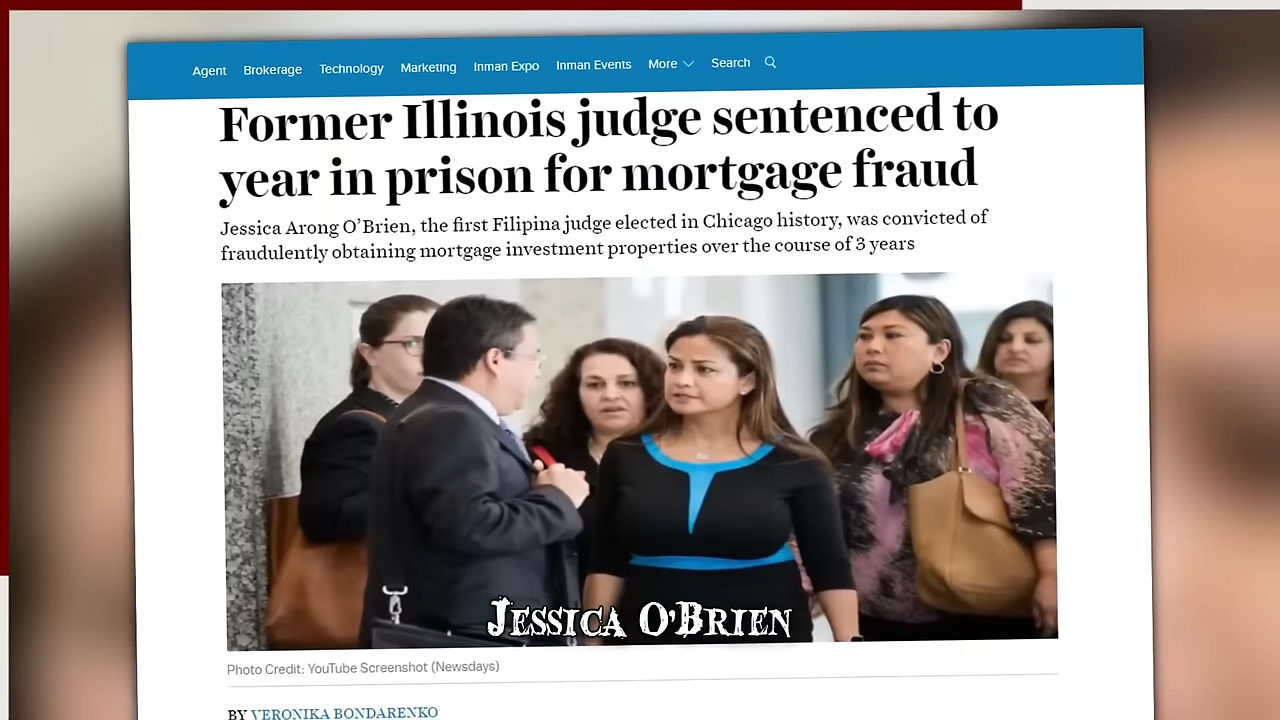 Agent Brokerage Technology Marketing Inman Expo Inman Events More Search
Former Illinois judge sentenced to
year in prison for mortgage fraud
Jessica Arong O’Brien, the first Filipina judge elected in Chicago history, was convicted of
fraudulently obtaining mortgage investment properties over the course of 3 years
JESSICA O'BRIEN
Photo Credit: YouTube Screenshot (Newsdays)
BY VERONIKA BONDARENKO